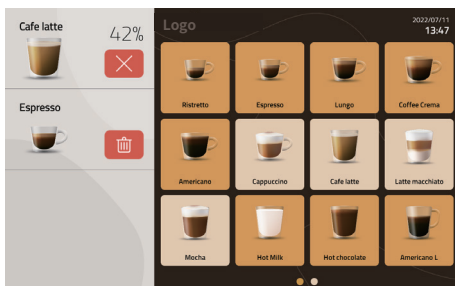 Cafe latte
42%
Espresso
Logo
2022/07/11
13:47
Ristretto
Espresso
Lungo
Coffee Crema
Americano
Cappuccino
Cafe latte
Latte macchiato
Mocha
Hot Milk
Hot chocolate
Americano L